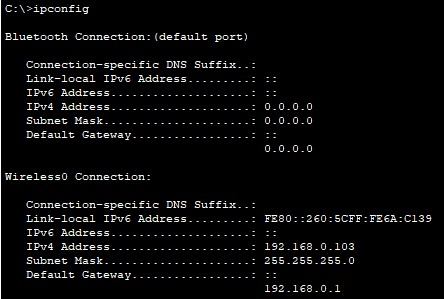 C:\>ipconfig
Bluetooth Connection:(default port)
Connection-specific DNS Suffix..:
Link-local IPv6 Address.........: ::
IPv6 Address....................: ::
IPv4 Address....................: 0.0.0.0
Subnet Mask.....................: 0.0.0.0
Default Gateway.................: ::
0.0.0.0
Wireless0 Connection:
Connection-specific DNS Suffix..:
Link-local IPv6 Address.........: FE80::260:5CFF:FE6A:C139
IPv6 Address....................: ::
IPv4 Address....................: 192.168.0.103
Subnet Mask.....................: 255.255.255.0
Default Gateway.................: ::
192.168.0.1